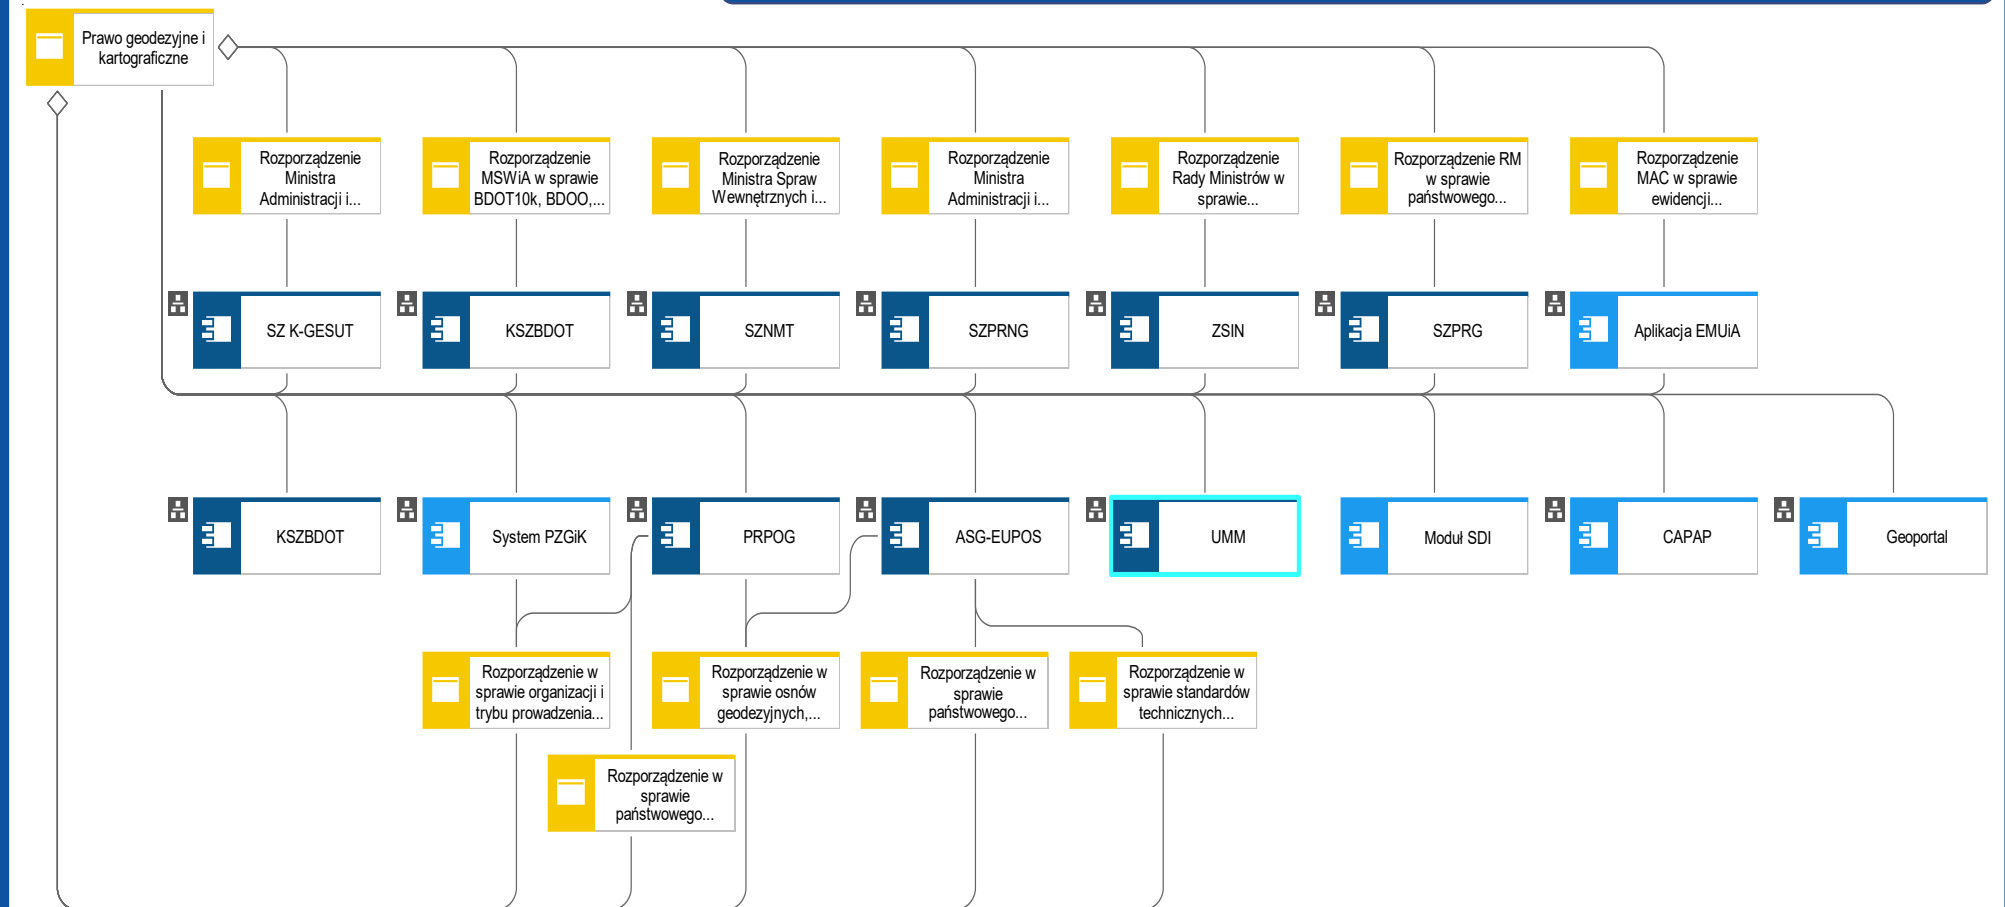 Prawo geodezyjne i
kartograficzne
Rozporządzenie
Ministra
Administracji i...
Rozporządzenie
MSWiA w sprawie
BDOT10k, BDOO,...
Rozporządzenie
Ministra Spraw
Wewnętrznych i...
Rozporządzenie
Ministra
Administracji i...
Rozporządzenie
Rady Ministrów w
sprawie...
Rozporządzenie RM
w sprawie
państwowego...
Rozporządzenie
MAC w sprawie
ewidencji...
SZ K-GESUT
KSZBDOT
SZNMT
SZPRNG
ZSIN
SZPRG
Aplikacja EMUiA
KSZBDOT
System PZGiK
PRPOG
ASG-EUPOS
UMM
Moduł SDI
CAPAP
Geoportal
Rozporządzenie w
sprawie organizacji i
trybu prowadzenia...
Rozporządzenie w
sprawie osnów
geodezyjnych,...
Rozporządzenie w
sprawie
państwowego...
Rozporządzenie w
sprawie standardów
technicznych...
Rozporządzenie w
sprawie
państwowego...